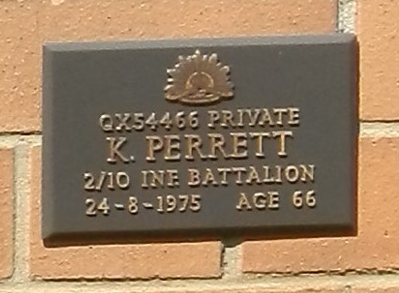 QX54466 PRIVATE
K. PERRETT
2/10 INF. BATTALION
24-8-1975 AGE 66